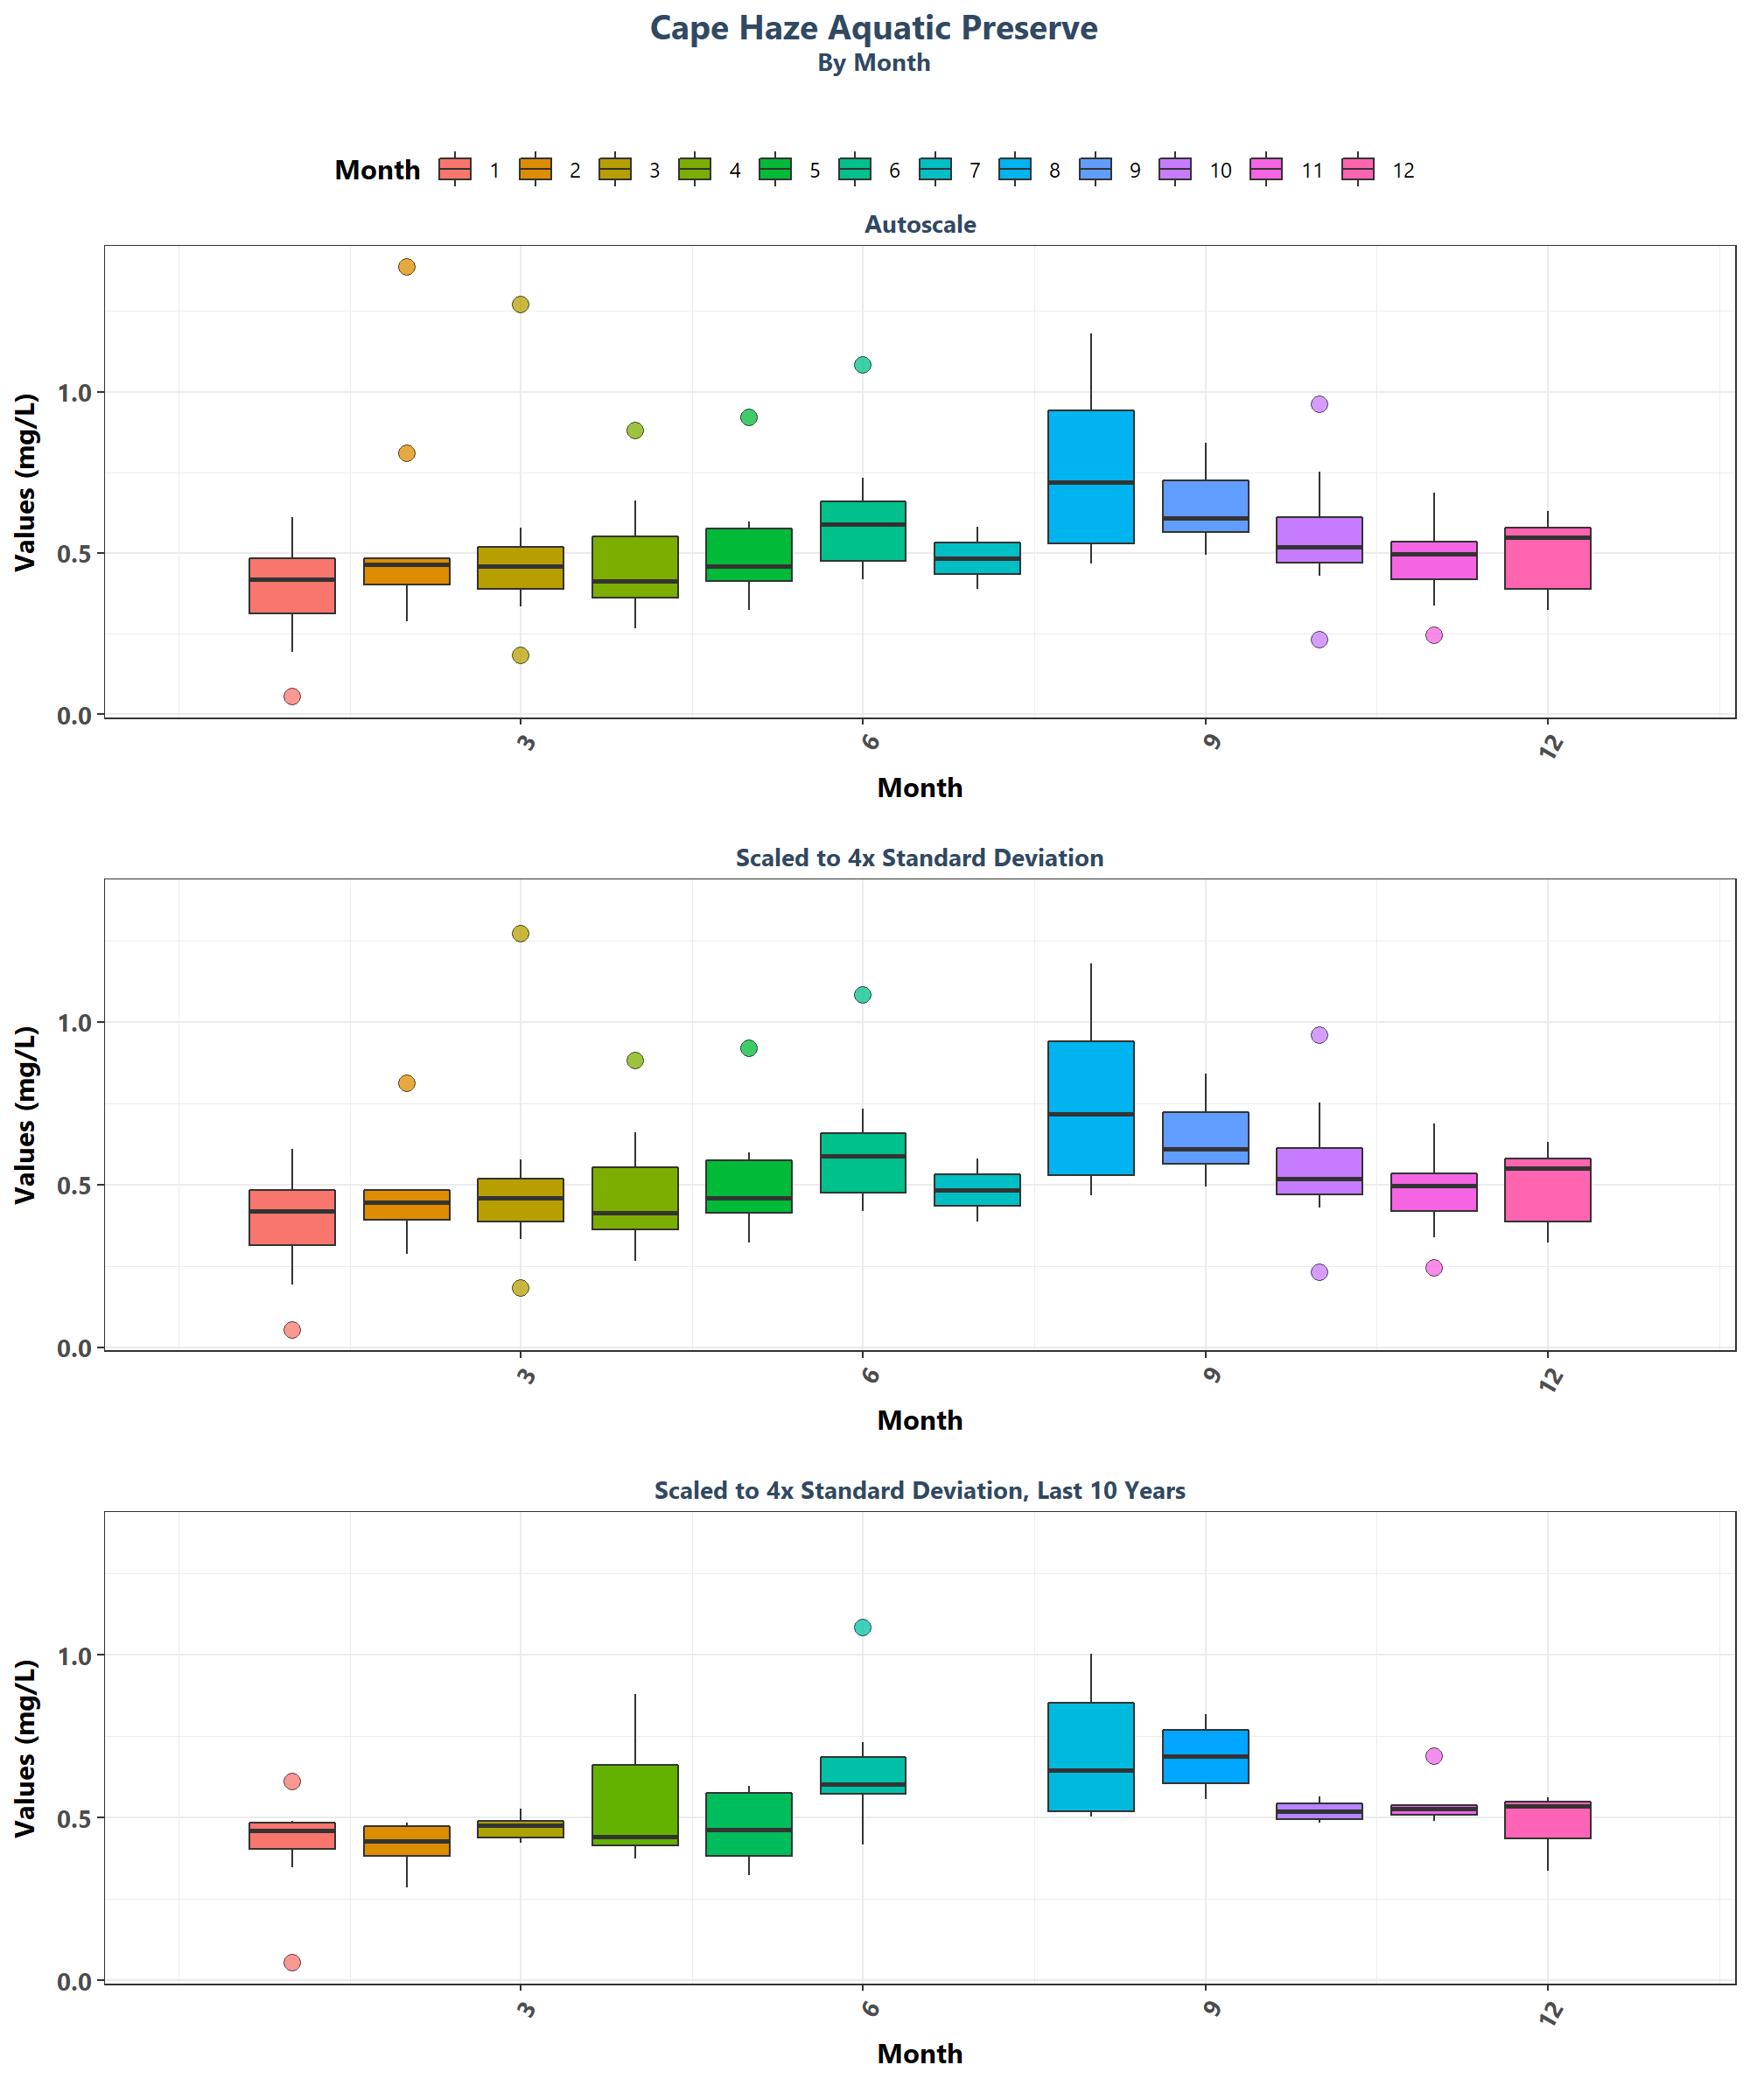 Cape Haze Aquatic Preserve
By Month
Month 1 2 3 4 5 6 7 8 9 10 11 12
Autoscale
Values (mg/L)
1.0
0.5
0.0
3 6 9 12
Month
Scaled to 4x Standard Deviation
Values (mg/L)
1.0
0.5
0.0
3 6 9 12
Month
Scaled to 4x Standard Deviation, Last 10 Years
Values (mg/L)
1.0
0.5
0.0
3 6 9 12
Month